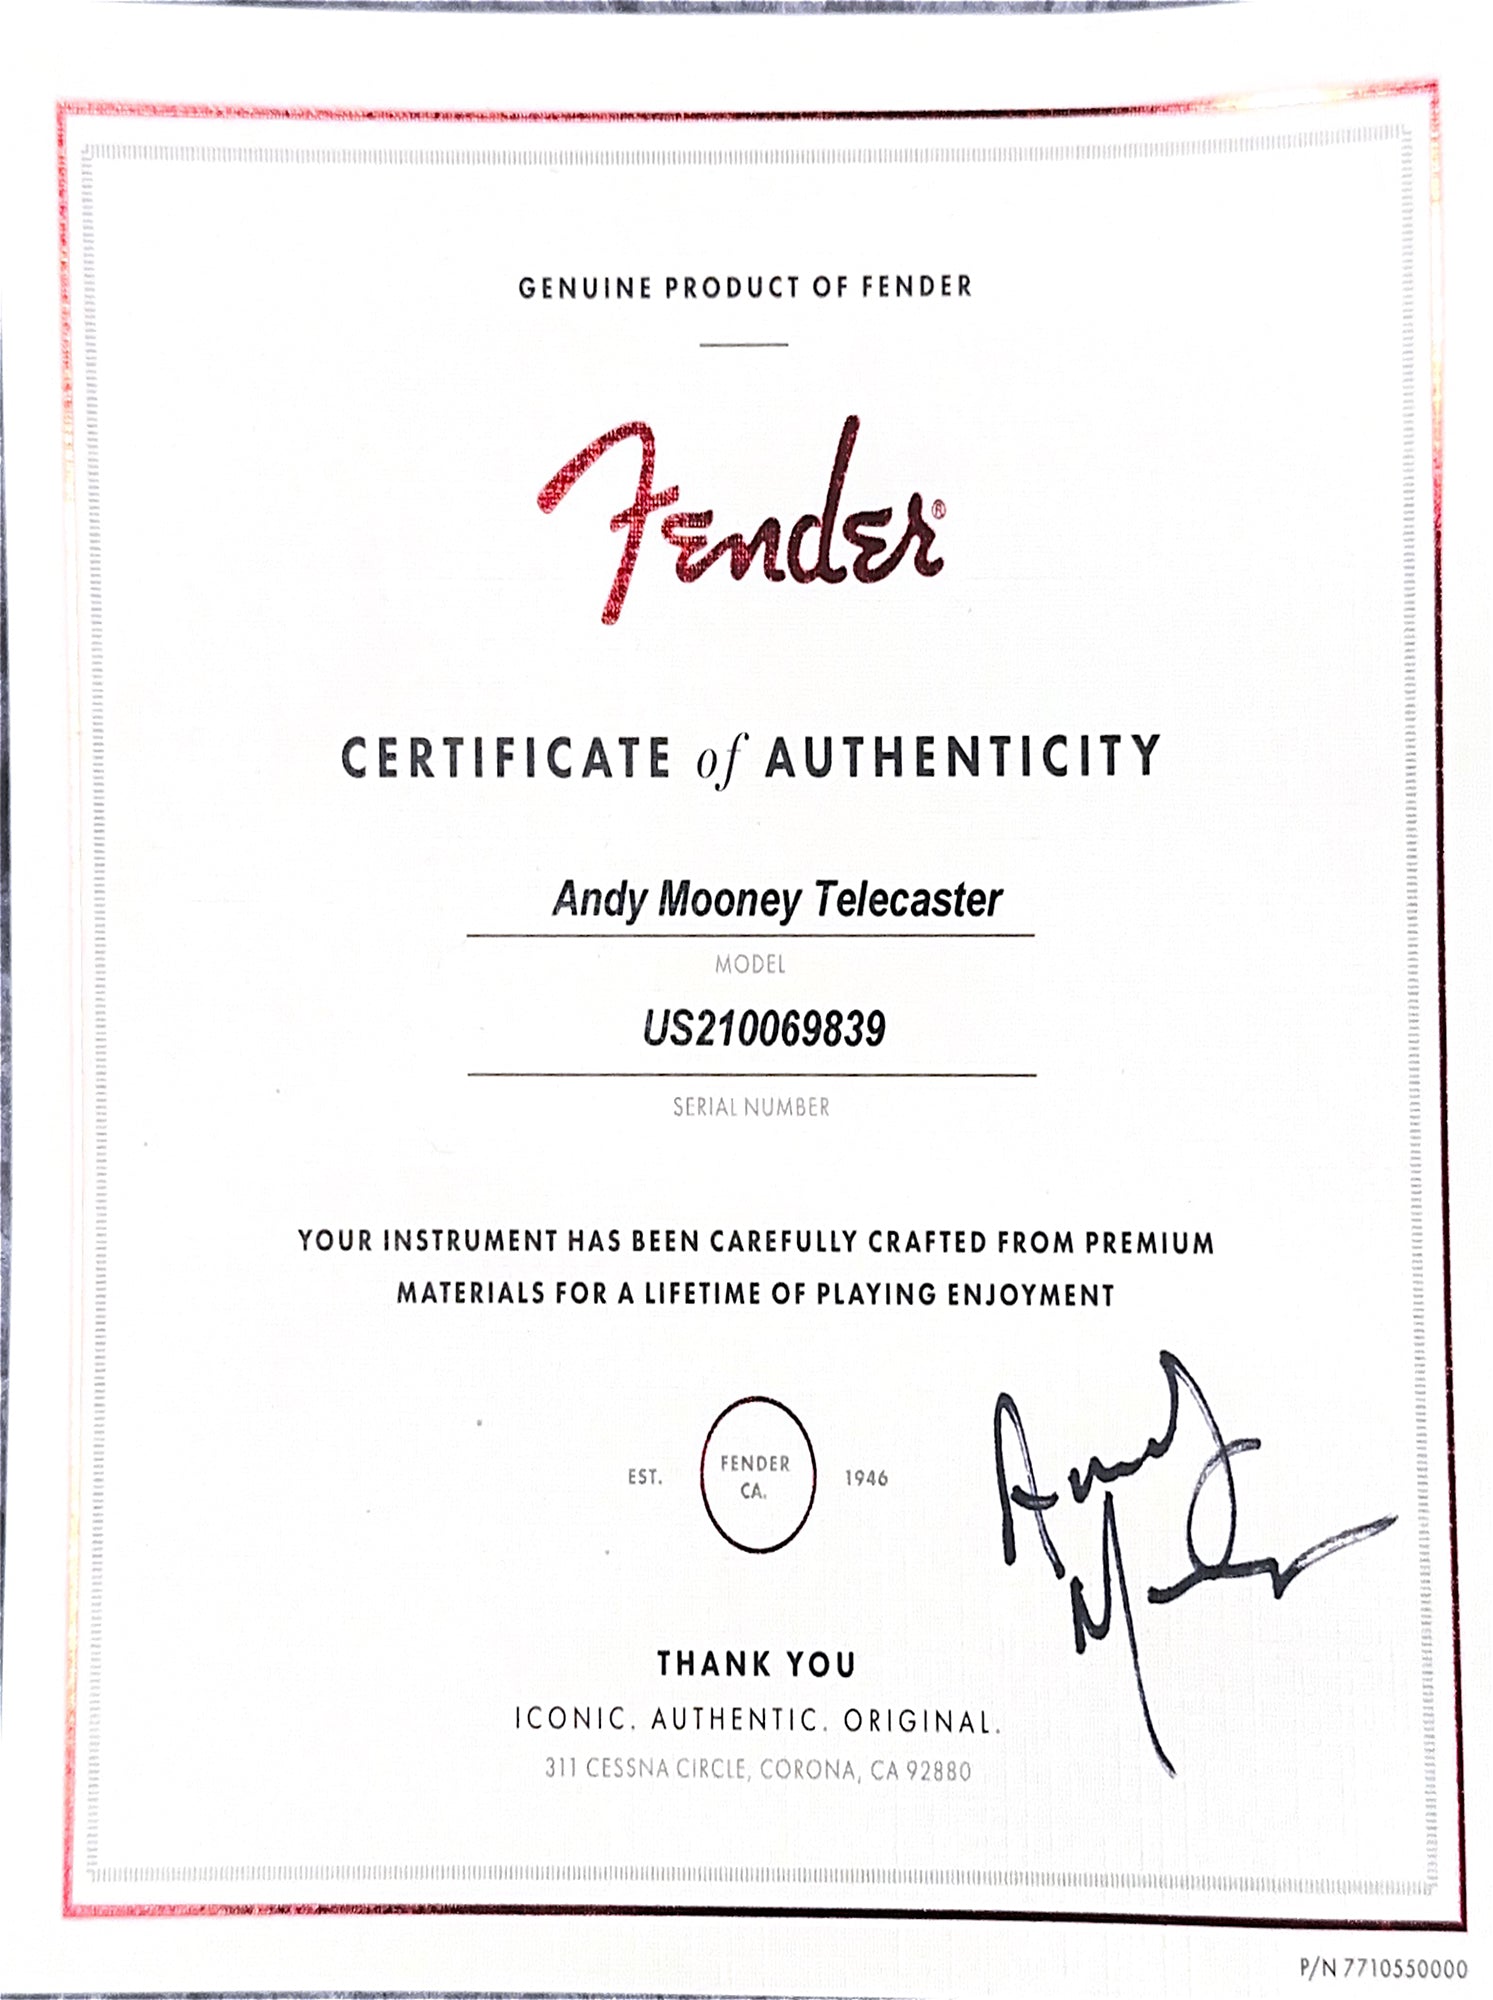 GENUINE PRODUCT OF FENDER
Fender®
CERTIFICATE of AUTHENTICITY
Andy Mooney Telecaster
MODEL
US210069839
SERIAL NUMBER
YOUR INSTRUMENT HAS BEEN CAREFULLY CRAFTED FROM PREMIUM
MATERIALS FOR A LIFETIME OF PLAYING ENJOYMENT
EST. FENDER CA. 1946
Andy
Mooney
THANK YOU
ICONIC. AUTHENTIC. ORIGINAL.
311 CESSNA CIRCLE, CORONA, CA 92880
P/N 7710550000